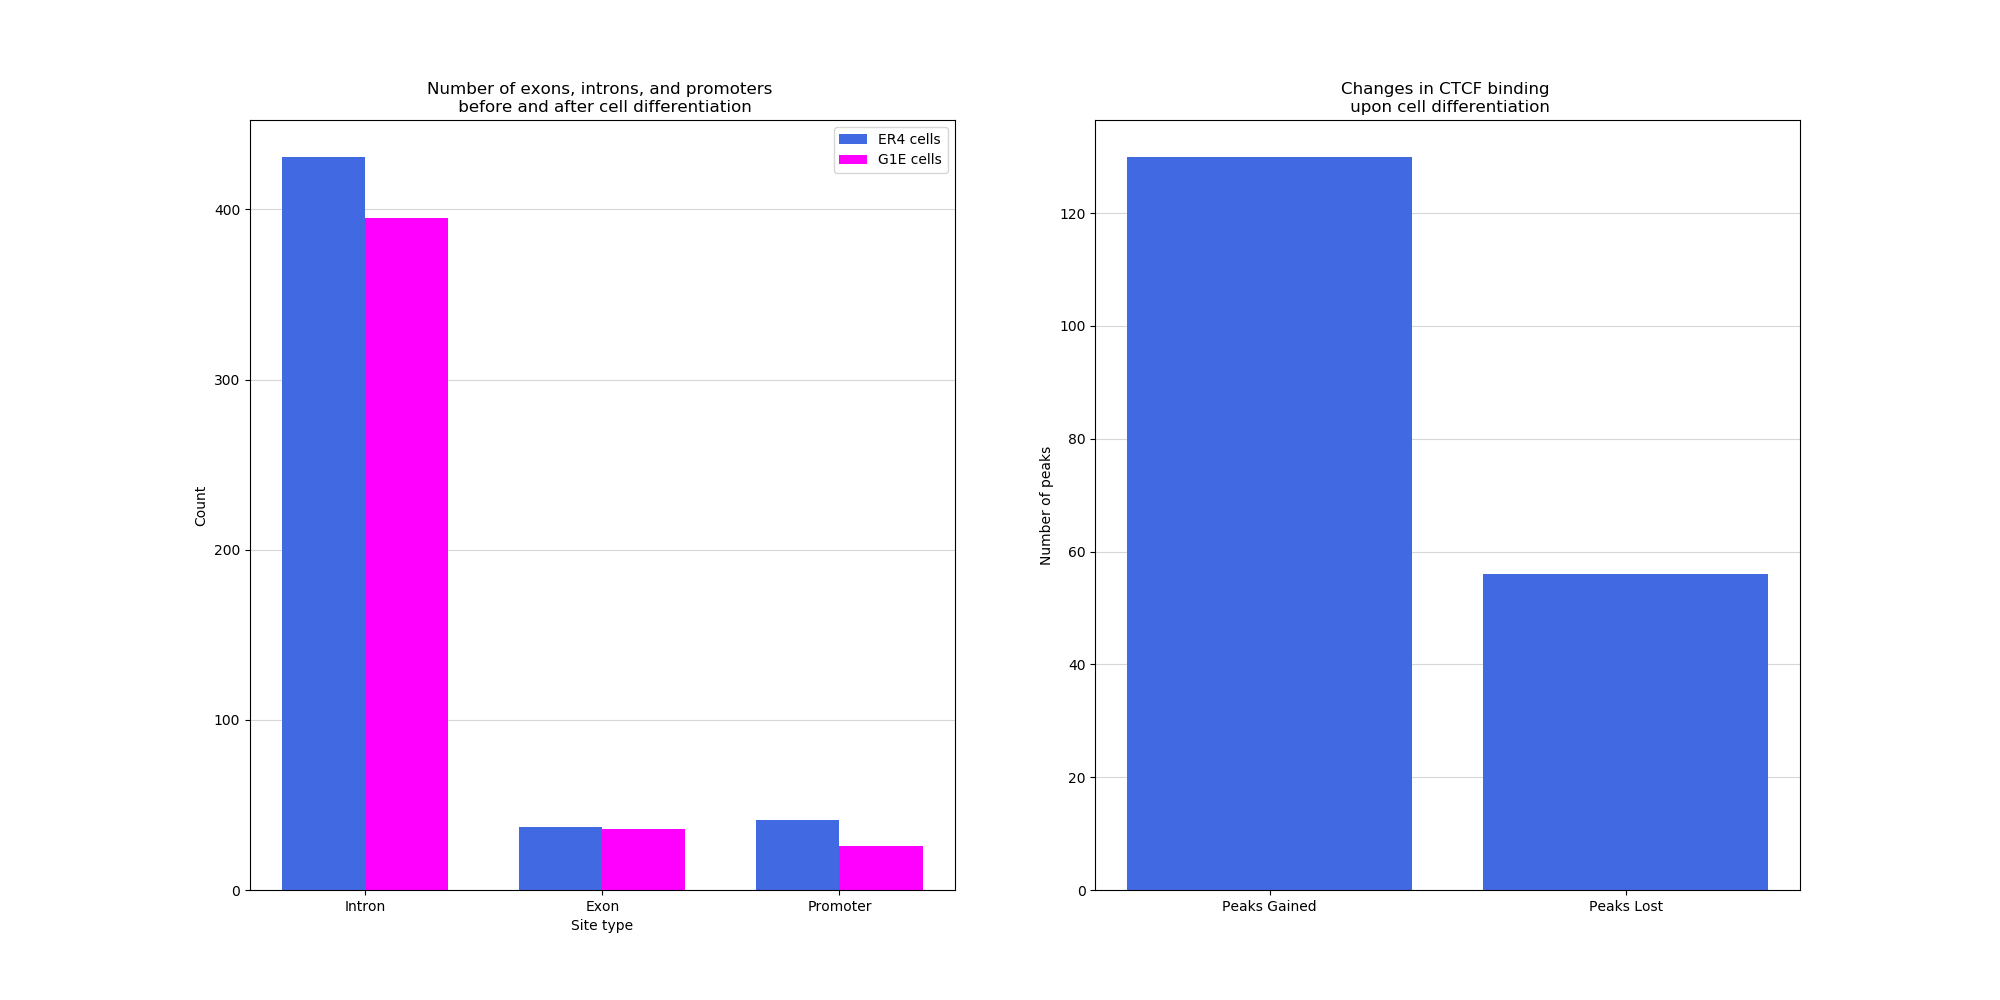 Number of exons, introns, and promoters
before and after cell differentiation
ER4 cells
G1E cells
400
300
200
100
0
Count
Intron
Exon
Promoter
Site type
Changes in CTCF binding
upon cell differentiation
120
100
80
60
40
20
0
Number of peaks
Peaks Gained
Peaks Lost